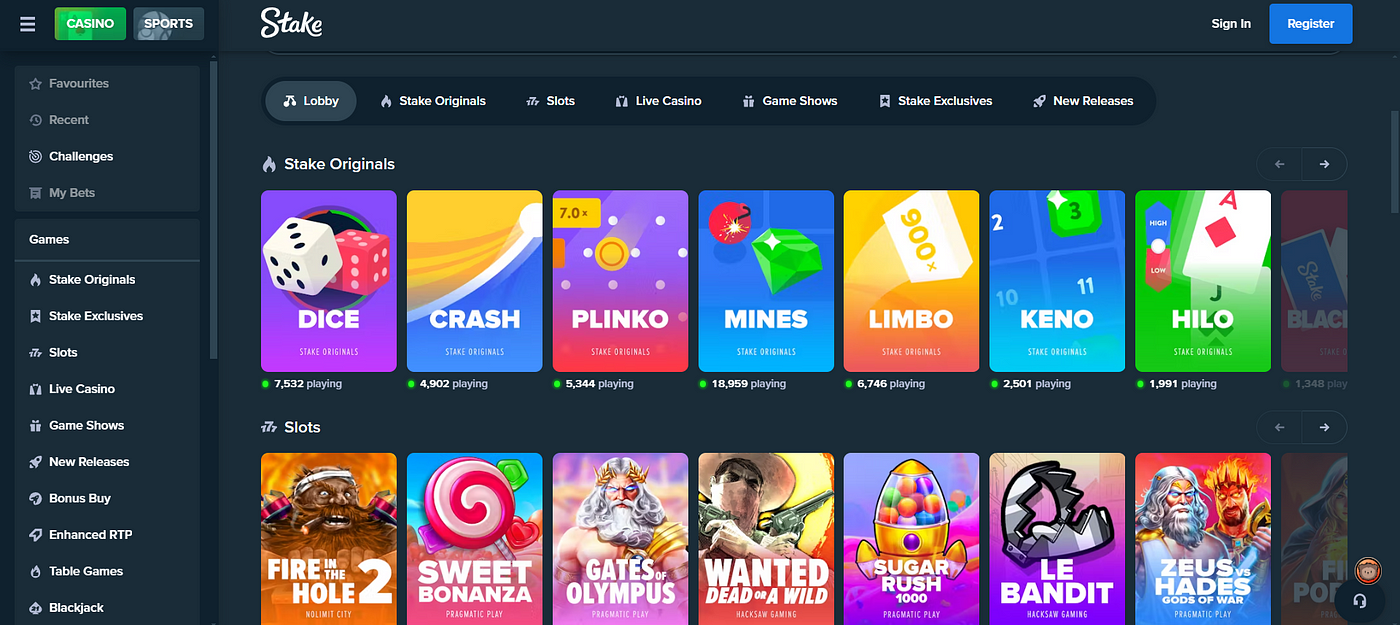 CASINO
SPORTS
Stake
Sign In
Register
Favourites
Recent
Challenges
My Bets
Games
Stake Originals
Stake Exclusives
Slots
Live Casino
Game Shows
New Releases
Bonus Buy
Enhanced RTP
Table Games
Blackjack
Lobby
Stake Originals
Slots
Live Casino
Game Shows
Stake Exclusives
New Releases
Stake Originals
DICE
STAKE ORIGINALS
7,532 playing
CRASH
STAKE ORIGINALS
4,902 playing
7.0x
PLINKO
STAKE ORIGINALS
5,344 playing
MINES
STAKE ORIGINALS
18,959 playing
900x
LIMBO
STAKE ORIGINALS
6,746 playing
2
3
10
11
KENO
STAKE ORIGINALS
2,501 playing
HIGH
LOW
A
J
HILO
STAKE ORIGINALS
1,991 playing
Stake
BLAC
STAKE O
1,348 play
Slots
FIRE IN THE
HOLE 2
NOLIMIT CITY
SWEET
BONANZA
PRAGMATIC PLAY
GATES OF
OLYMPUS
PRAGMATIC PLAY
WANTED
DEAD OR A WILD
HACKSAW GAMING
SUGAR
RUSH
1000
PRAGMATIC PLAY
LE
BANDIT
HACKSAW GAMING
ZEUS VS
HADES
GODS OF WAR
PRAGMATIC PLAY